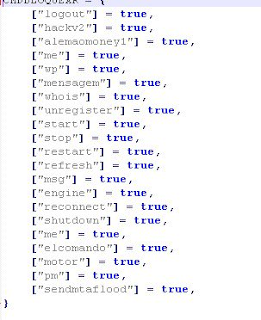 CMDBLOQUEAR = {
["logout"] = true,
["hackv2"] = true,
["alemaomoney1"] = true,
["me"] = true,
["wp"] = true,
["mensagem"] = true,
["whois"] = true,
["unregister"] = true,
["start"] = true,
["stop"] = true,
["restart"] = true,
["refresh"] = true,
["msg"] = true,
["engine"] = true,
["reconnect"] = true,
["shutdown"] = true,
["me"] = true,
["elcomando"] = true,
["motor"] = true,
["pm"] = true,
["sendmtaflood"] = true,
}